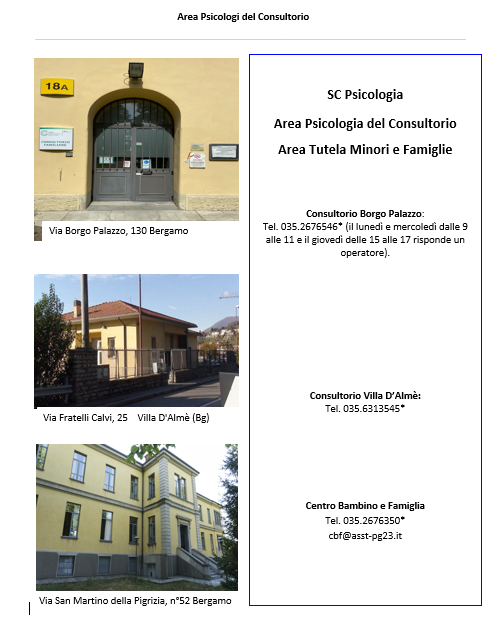 Area Psicologi del Consultorio
18A
Via Borgo Palazzo, 130 Bergamo
Via Fratelli Calvi, 25 Villa D'Almè (Bg)
Via San Martino della Pigrizia, n°52 Bergamo
SC Psicologia
Area Psicologia del Consultorio
Area Tutela Minori e Famiglie
Consultorio Borgo Palazzo:
Tel. 035.2676546* (il lunedì e mercoledì dalle 9
alle 11 e il giovedì delle 15 alle 17 risponde un
operatore).
Consultorio Villa D'Almè:
Tel. 035.6313545*
Centro Bambino e Famiglia
Tel. 035.2676350*
cbf@asst-pg23.it